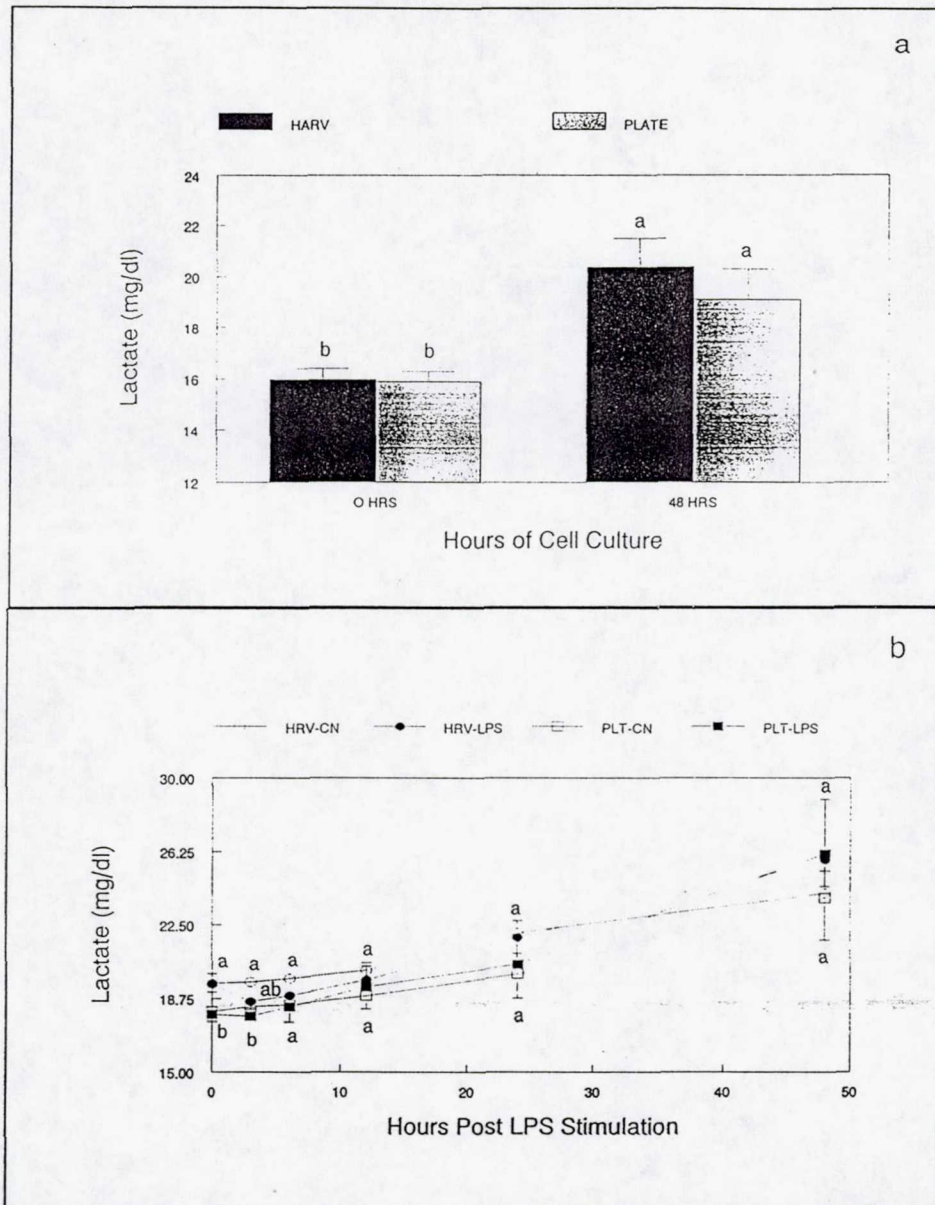 a
HARV PLATE
24
22
20
18
16
14
12
Lactate (mg/dl)
b b a a
O HRS 48 HRS
Hours of Cell Culture
b
HRV-CN HRV-LPS PLT-CN PLT-LPS
30.00
26.25
22.50
18.75
15.00
Lactate (mg/dl)
a a a a a a
ab
b b a a a a
0 10 20 30 40 50
Hours Post LPS Stimulation